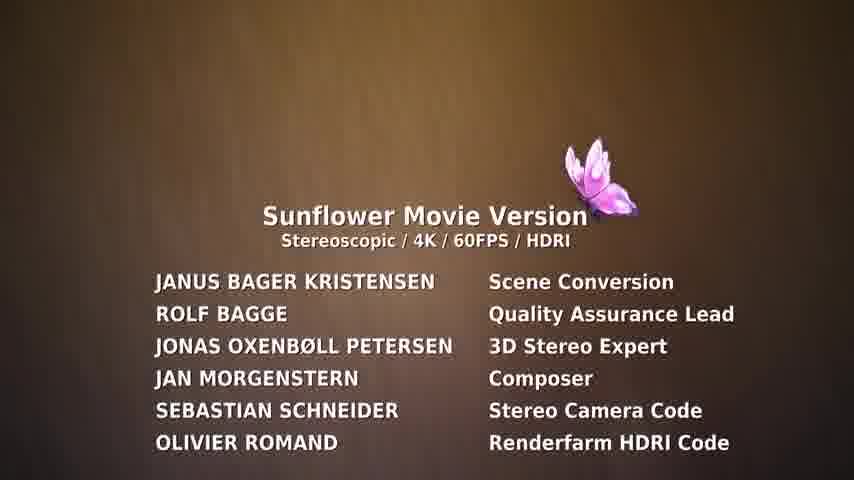 Sunflower Movie Version
Stereoscopic / 4K / 60FPS / HDRI
JANUS BAGER KRISTENSEN Scene Conversion
ROLF BAGGE Quality Assurance Lead
JONAS OXENBØLL PETERSEN 3D Stereo Expert
JAN MORGENSTERN Composer
SEBASTIAN SCHNEIDER Stereo Camera Code
OLIVIER ROMAND Renderfarm HDRI Code